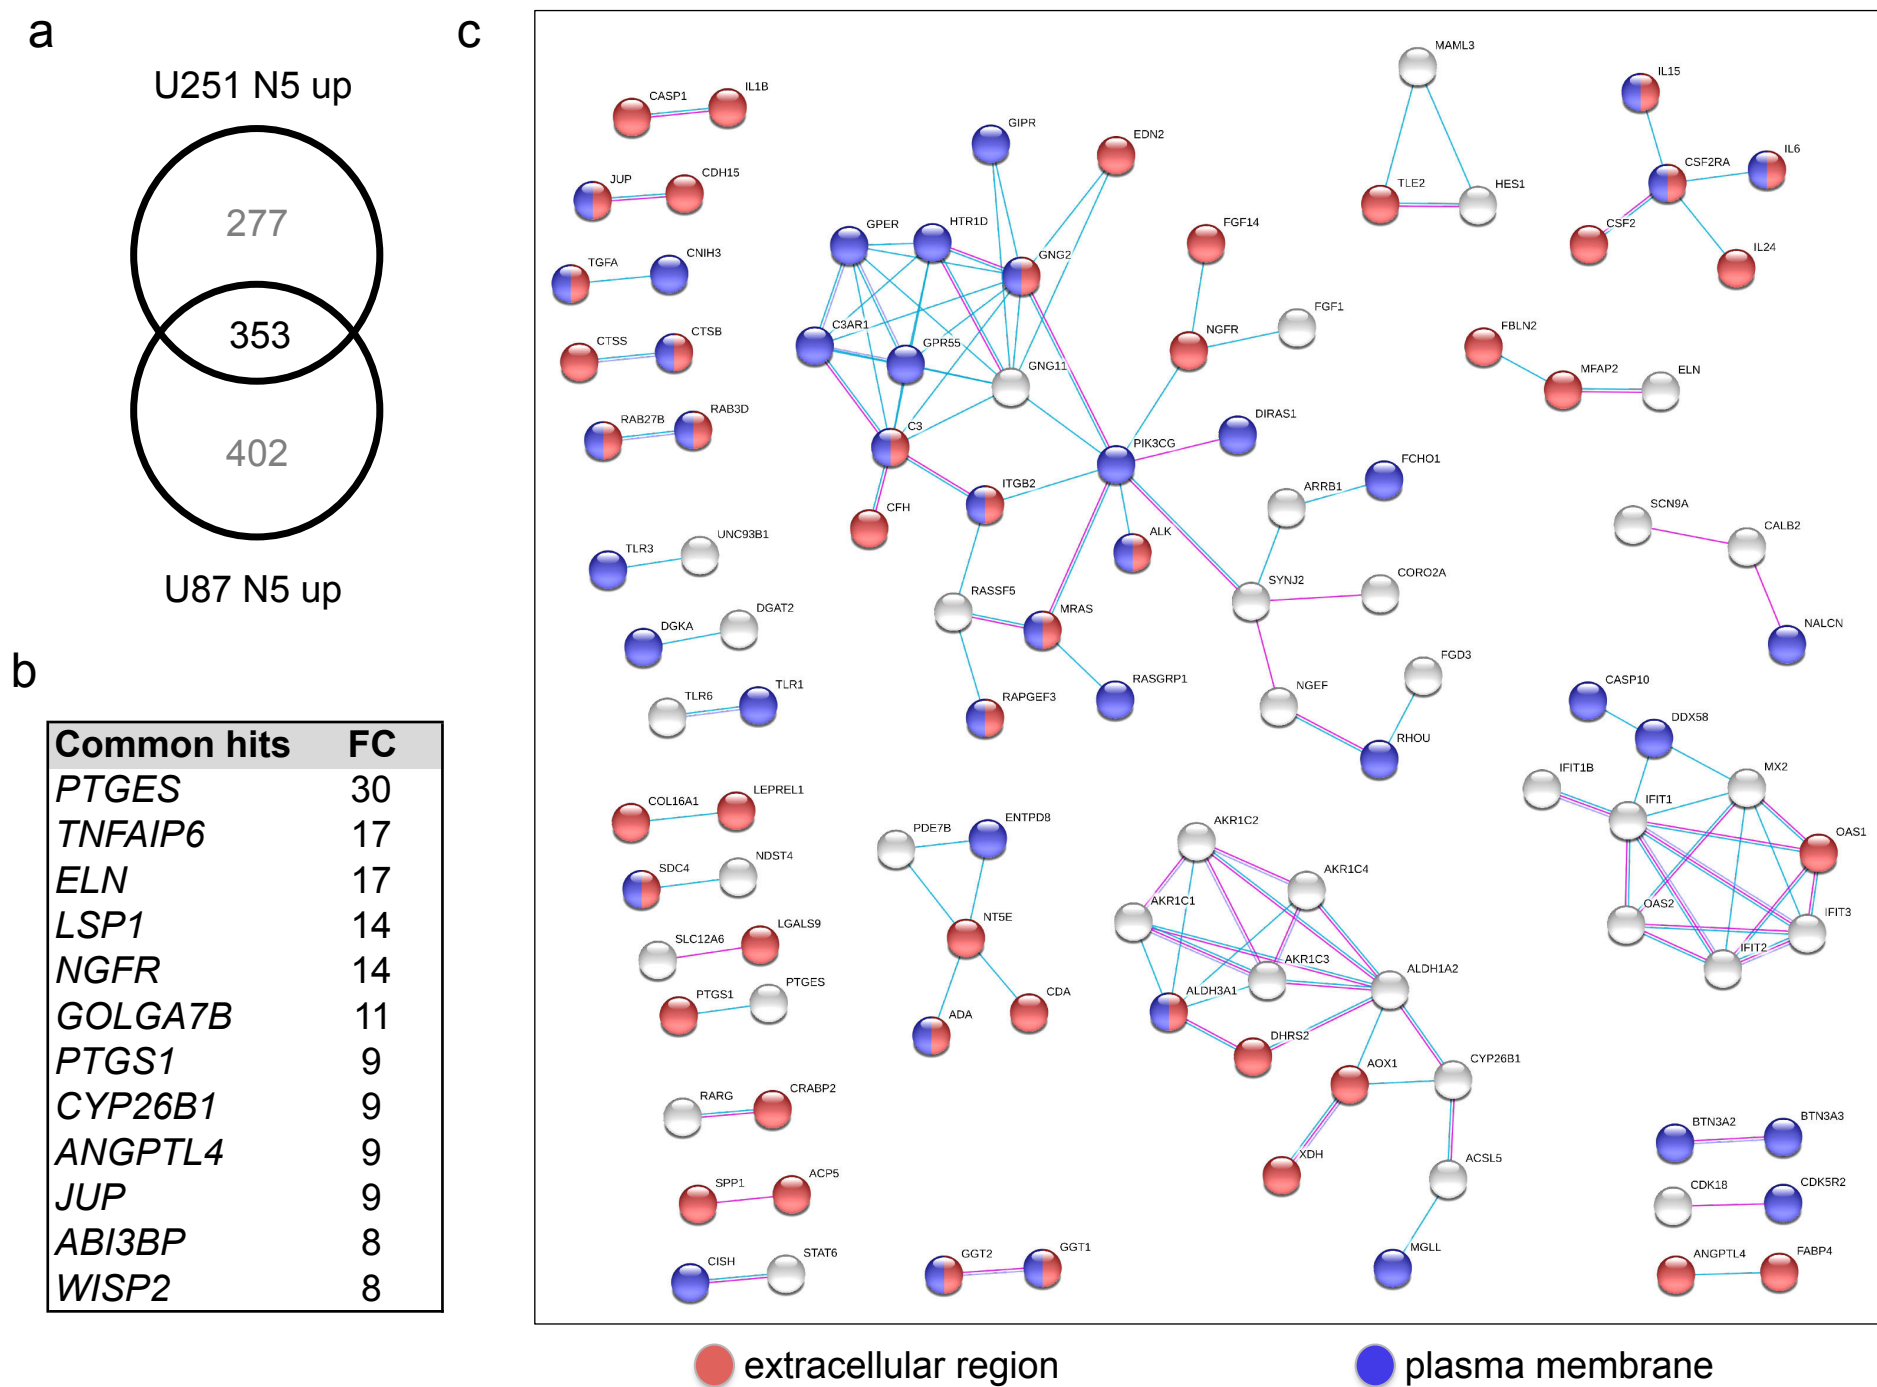 a
U251 N5 up
277
353
402
U87 N5 up
b
Common hits FC
PTGES 30
TNFAIP6 17
ELN 17
LSP1 14
NGFR 14
GOLGA7B 11
PTGS1 9
CYP26B1 9
ANGPTL4 9
JUP 9
ABI3BP 8
WISP2 8
c
CASP1 IL1B
JUP CDH15
TGFA CNIH3
CTSS CTSB
RAB27B RAB3D
TLR3 UNC93B1
DGKA DGAT2
TLR6 TLR1
COL16A1 LEPREL1
SDC4 NDST4
SLC12A6 LGALS9
PTGS1 PTGES
RARG CRABP2
SPP1 ACP5
CISH STAT6
GIPR
EDN2
GPER
HTR1D
GNG2
FGF14
C3AR1
GPR55
GNG11
NGFR
FGF1
C3
PIK3CG
DIRAS1
ITGB2
CFH
ALK
ARRB1
FCHO1
RASSF5
MRAS
SYNJ2
CORO2A
RAPGEF3
RASGRP1
NGEF
FGD3
RHOU
PDE7B
ENTPD8
NT5E
ADA
CDA
GGT2 GGT1
AKR1C2
AKR1C4
AKR1C1
AKR1C3
ALDH1A2
ALDH3A1
DHRS2
AOX1
CYP26B1
XDH
ACSL5
MGLL
MAML3
TLE2
HES1
IL15
CSF2RA
IL6
CSF2
IL24
FBLN2
MFAP2
ELN
SCN9A
CALB2
NALCN
CASP10
DDX58
IFIT1B
IFIT1
MX2
OAS1
OAS2
IFIT3
IFIT2
BTN3A2 BTN3A3
CDK18 CDK5R2
ANGPTL4 FABP4
extracellular region
plasma membrane